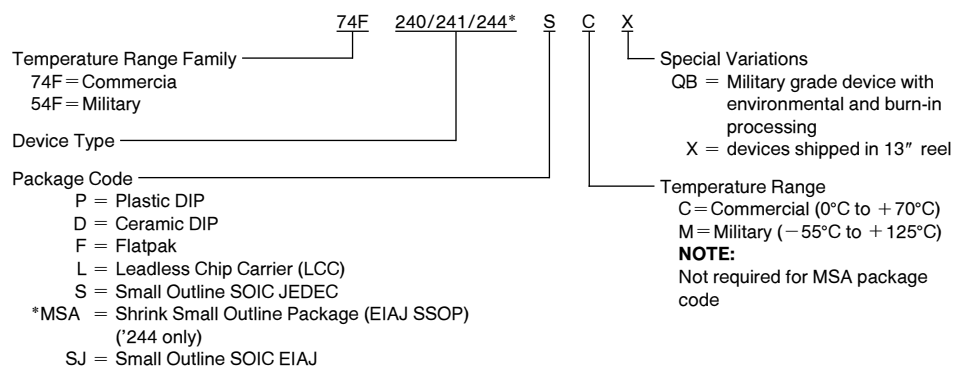 74F 240/241/244* S C X
Temperature Range Family
74F = Commercia
54F = Military
Device Type
Package Code
P = Plastic DIP
D = Ceramic DIP
F = Flatpak
L = Leadless Chip Carrier (LCC)
S = Small Outline SOIC JEDEC
*MSA = Shrink Small Outline Package (EIAJ SSOP)
('244 only)
SJ = Small Outline SOIC EIAJ
Special Variations
QB = Military grade device with
environmental and burn-in
processing
X = devices shipped in 13″ reel
Temperature Range
C = Commercial (0°C to +70°C)
M = Military (−55°C to +125°C)
NOTE:
Not required for MSA package
code